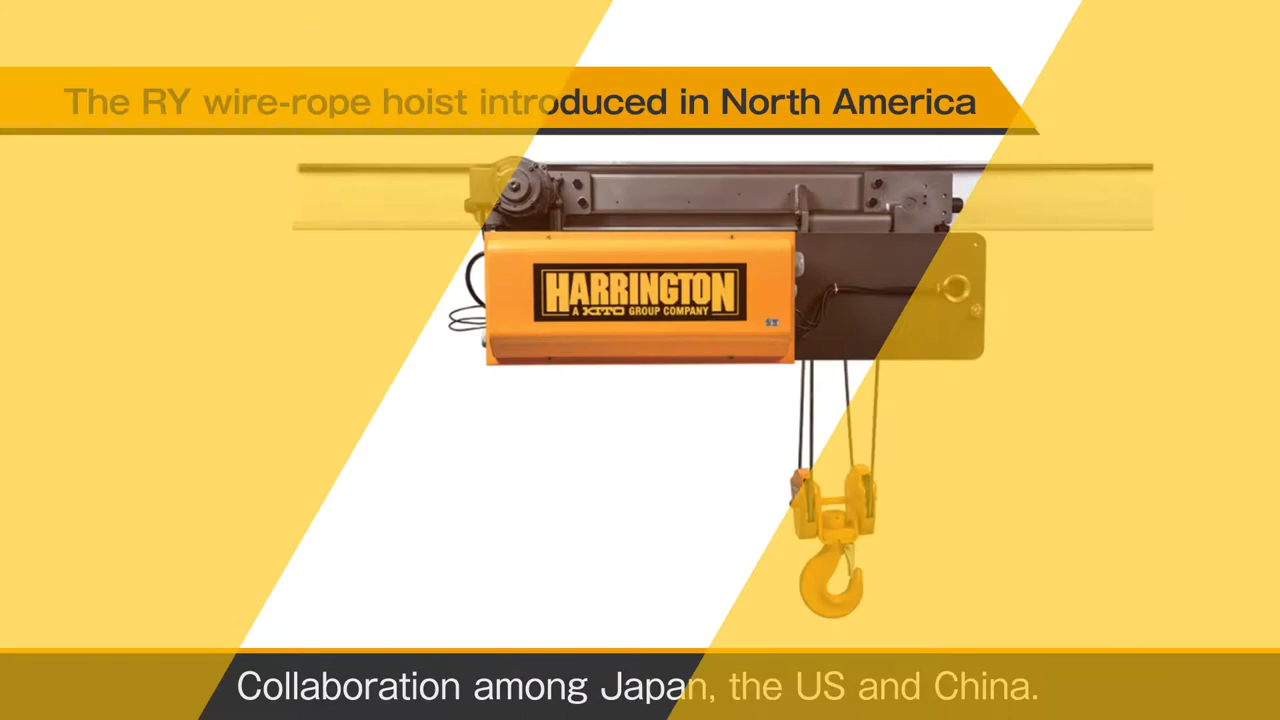 The RY wire-rope hoist introduced in North America
HARRINGTON
A KITO GROUP COMPANY
Collaboration among Japan, the US and China.